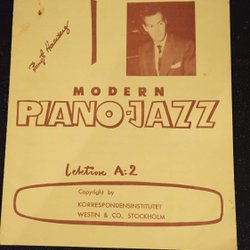 MODERN
PIANO-JAZZ
Lektion A:2
Copyright by
KORRESPONDENSINSTITUTET
WESTIN & CO., STOCKHOLM